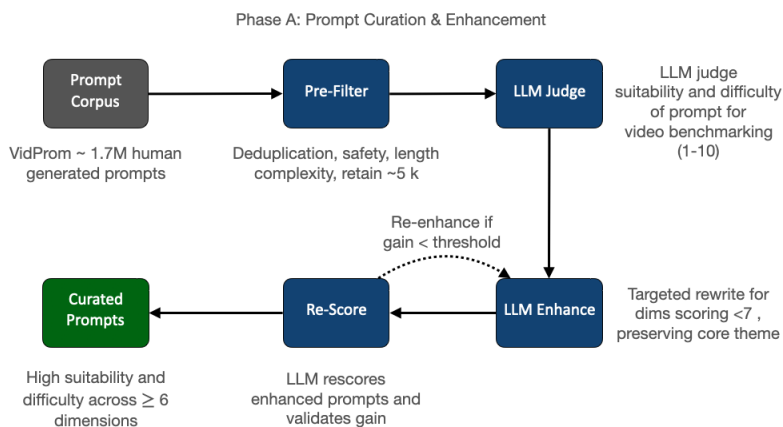 Phase A: Prompt Curation & Enhancement
Prompt
Corpus
Pre-Filter
LLM Judge
VidProm ~ 1.7M human
generated prompts
Deduplication, safety, length
complexity, retain ~5 k
LLM judge
suitability and difficulty
of prompt for
video benchmarking
(1-10)
Re-enhance if
gain < threshold
Curated
Prompts
Re-Score
LLM Enhance
Targeted rewrite for
dims scoring <7 ,
preserving core theme
High suitability and
difficulty across ≥ 6
dimensions
LLM rescores
enhanced prompts and
validates gain